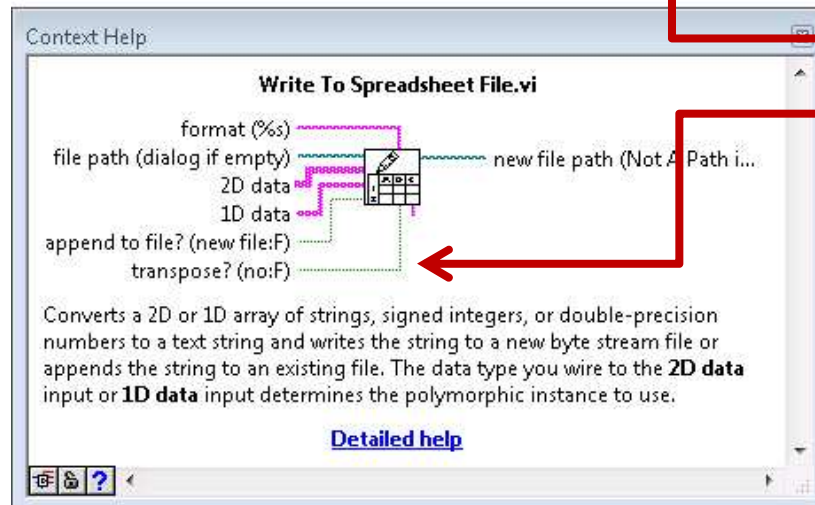 Context Help
Write To Spreadsheet File.vi
format (%s)
file path (dialog if empty)
new file path (Not A Path i...
2D data
1D data
append to file? (new file:F)
transpose? (no:F)
Converts a 2D or 1D array of strings, signed integers, or double-precision
numbers to a text string and writes the string to a new byte stream file or
appends the string to an existing file. The data type you wire to the 2D data
input or 1D data input determines the polymorphic instance to use.
Detailed help
?